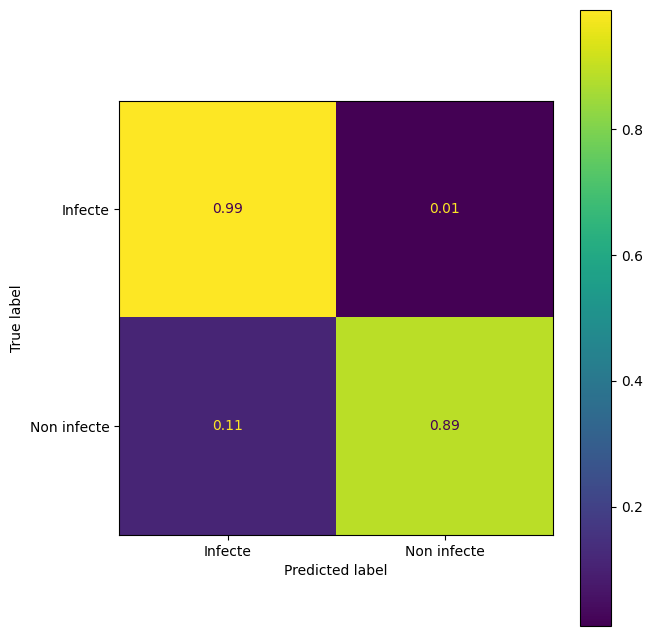 True label
Infecte
0.99
0.01
Non infecte
0.11
0.89
Infecte
Non infecte
Predicted label
0.8
0.6
0.4
0.2